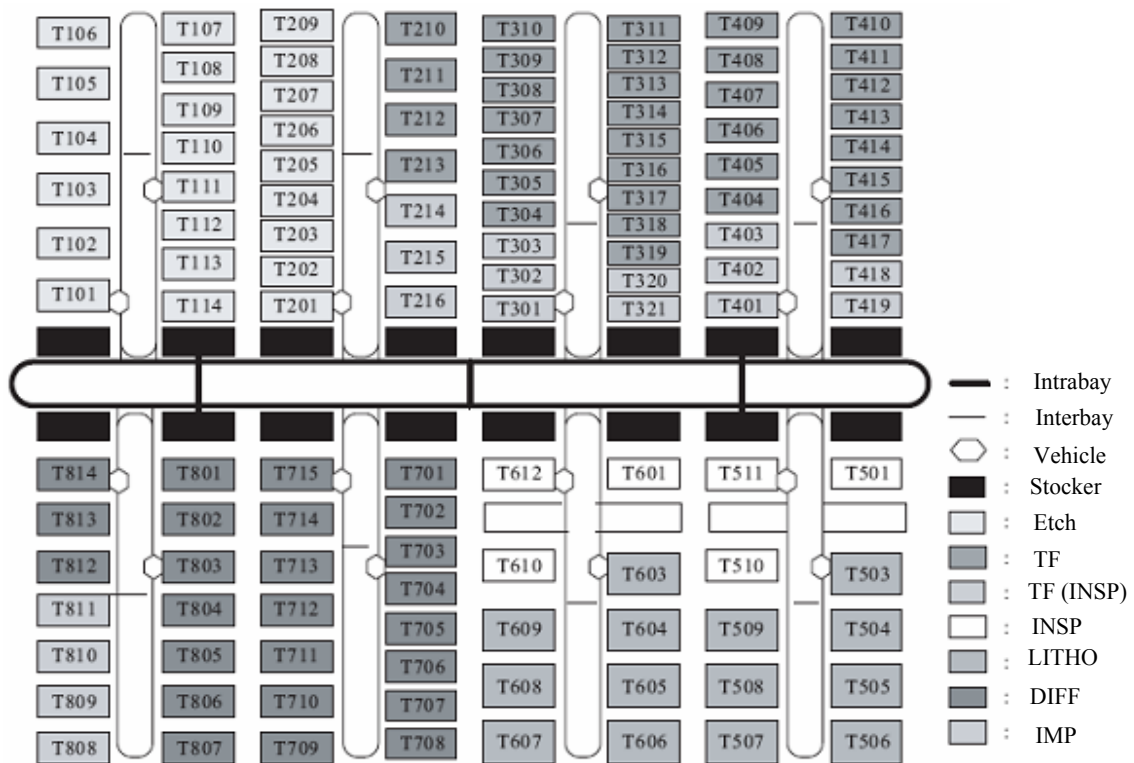 T106 T107 T209 T210 T310 T311 T409 T410
T105 T108 T208 T211 T309 T312 T408 T411
T104 T109 T207 T212 T308 T313 T407 T412
T103 T110 T206 T213 T307 T314 T406 T413
T102 T111 T205 T214 T306 T315 T405 T414
T101 T112 T204 T215 T305 T316 T404 T415
T113 T203 T216 T304 T317 T403 T416
T114 T202 T303 T318 T402 T417
T201 T302 T319 T401 T418
T301 T320 T419
T321
T814 T801 T715 T701 T612 T601 T511 T501
T813 T802 T714 T702
T812 T803 T713 T703 T610 T603 T510 T503
T811 T804 T712 T704 T609 T604 T509 T504
T810 T805 T711 T705 T608 T605 T508 T505
T809 T806 T710 T706 T607 T606 T507 T506
T808 T807 T709 T707
T708
: Intrabay
: Interbay
: Vehicle
: Stocker
: Etch
: TF
: TF (INSP)
: INSP
: LITHO
: DIFF
: IMP